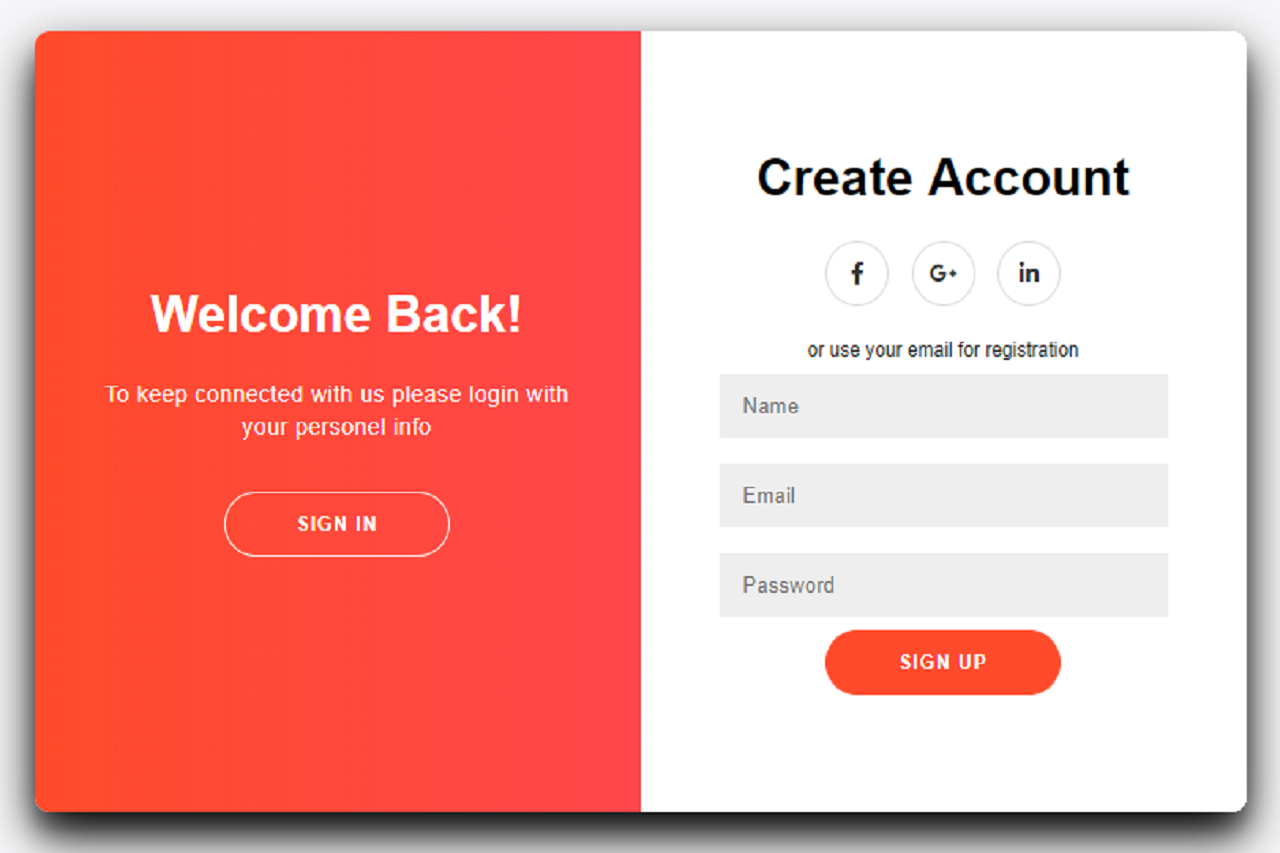 Welcome Back!
To keep connected with us please login with
your personel info
SIGN IN
Create Account
f
G+
in
or use your email for registration
Name
Email
Password
SIGN UP